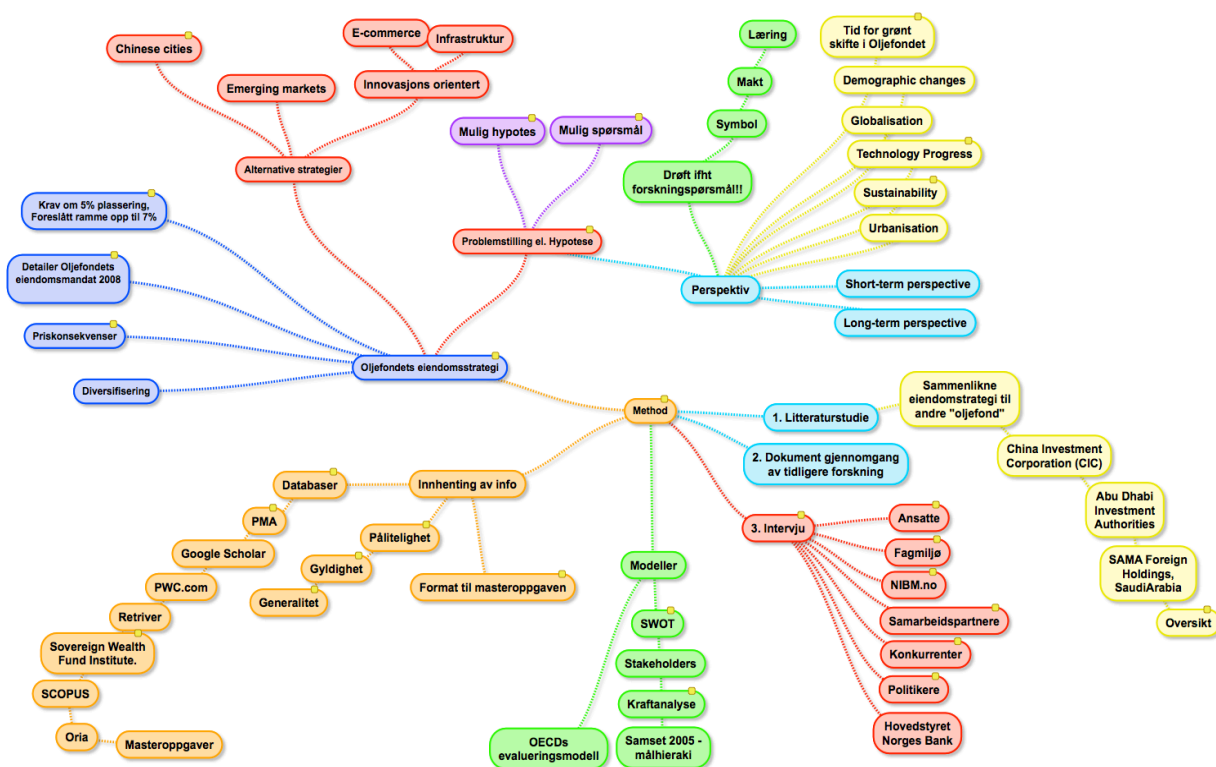 Chinese cities
E-commerce
Infrastruktur
Emerging markets
Innovasjons orientert
Alternative strategier
Mulig hypotes
Mulig spørsmål
Problemstilling el. Hypotese
Læring
Makt
Symbol
Drøft ifht
forskningspørsmål!!
Tid for grønt
skifte i Oljefondet
Demographic changes
Globalisation
Technology Progress
Sustainability
Urbanisation
Perspektiv
Short-term perspective
Long-term perspective
Krav om 5% plassering,
Foreslått ramme opp til 7%
Detailer Oljefondets
eiendomsmandat 2008
Priskonsekvenser
Diversifisering
Oljefondets eiendomsstrategi
Method
1. Litteraturstudie
2. Dokument gjennomgang
av tidligere forskning
3. Intervju
Sammenlikne
eiendomstrategi til
andre "oljefond"
China Investment
Corporation (CIC)
Abu Dhabi
Investment
Authorities
SAMA Foreign
Holdings,
SaudiArabia
Oversikt
Ansatte
Fagmiljø
NIBM.no
Samarbeidspartnere
Konkurrenter
Politikere
Hovedstyret
Norges Bank
Innhenting av info
Databaser
PMA
Google Scholar
PWC.com
Retriver
Sovereign Wealth
Fund Institute.
SCOPUS
Oria
Masteroppgaver
Pålitelighet
Gyldighet
Generalitet
Format til masteroppgaven
Modeller
SWOT
Stakeholders
Kraftanalyse
Samset 2005 -
målhieraki
OECDs
evalueringsmodell